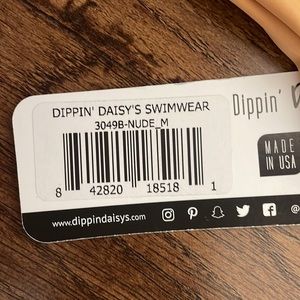 DIPPIN' DAISY'S SWIMWEAR
3049B-NUDE_M
8 42820 18518 1
Dippin'
MADE
IN USA
www.dippindaisys.com
@